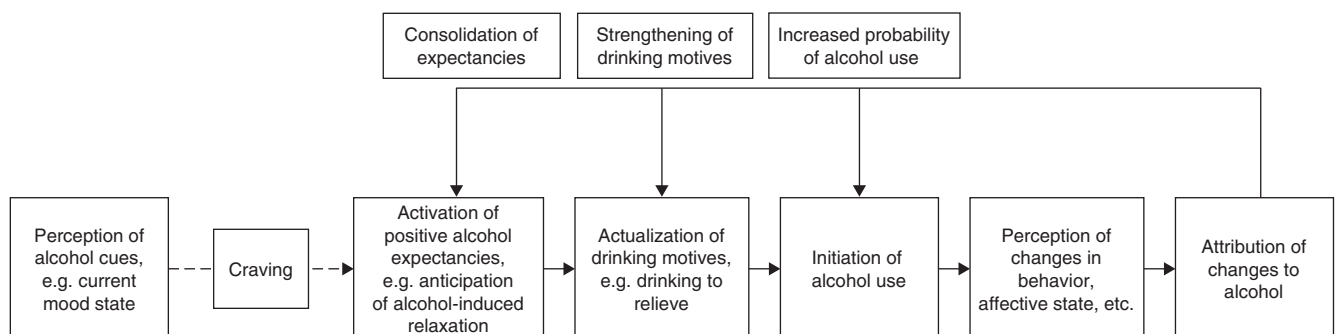 Consolidation of
expectancies
Strengthening of
drinking motives
Increased probability
of alcohol use
Perception of
alcohol cues,
e.g. current
mood state
Craving
Activation of
positive alcohol
expectancies,
e.g. anticipation
of alcohol-induced
relaxation
Actualization of
drinking motives,
e.g. drinking to
relieve
Initiation of
alcohol use
Perception of
changes in
behavior,
affective state, etc.
Attribution of
changes to
alcohol